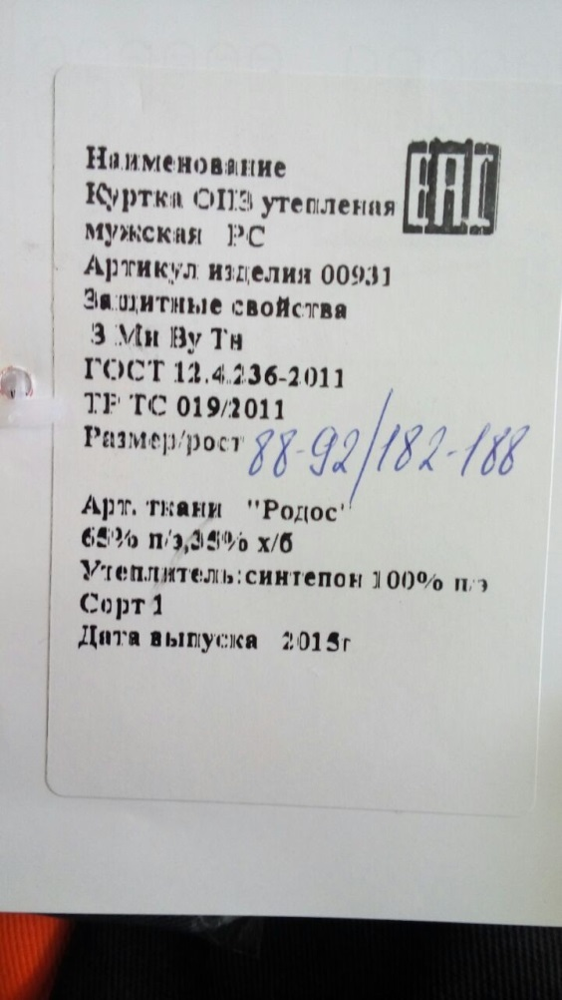 Наименование
Куртка ОПЗ утепленая
мужская РС
EAC
Артикул изделия 00931
Защитные свойства
З Ми Ву Тн
ГОСТ 12.4.236-2011
ТР ТС 019/2011
Размер/рост 88-92/182-188
Арт. ткани "Родос"
65% п/э,35% х/б
Утеплитель:синтепон 100% п/э
Сорт 1
Дата выпуска 2015г